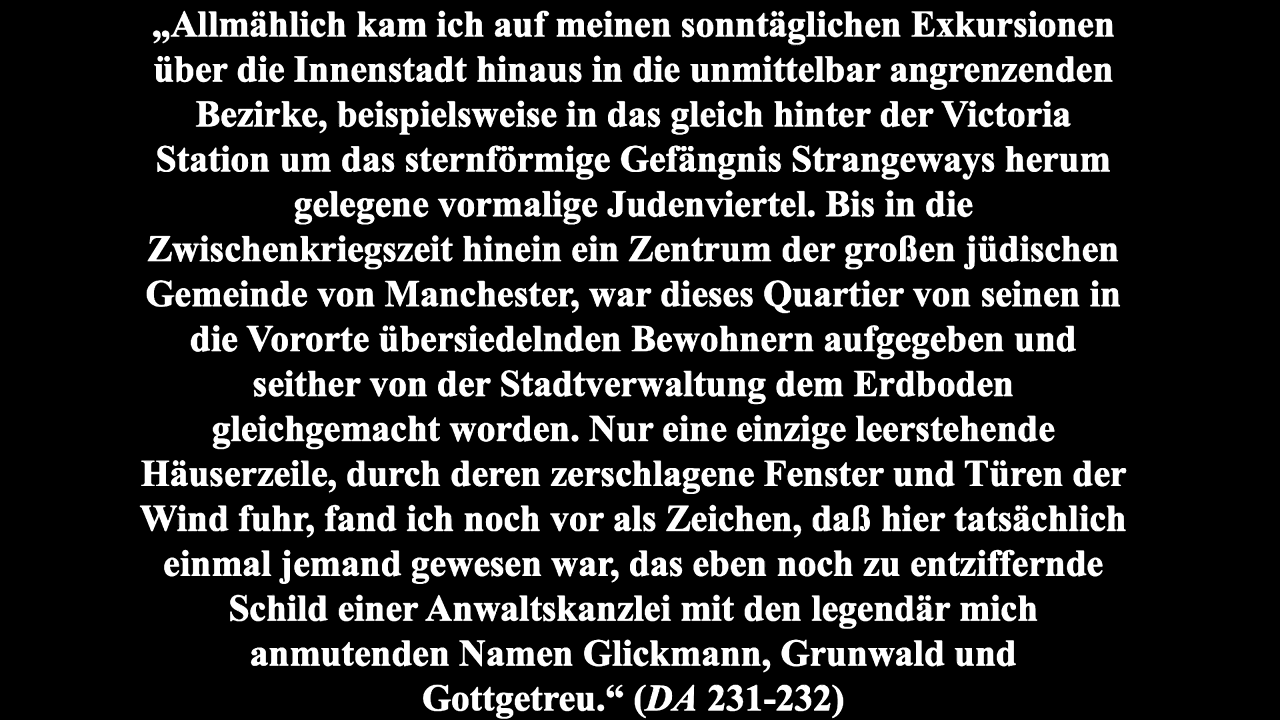 „Allmählich kam ich auf meinen sonntäglichen Exkursionen
über die Innenstadt hinaus in die unmittelbar angrenzenden
Bezirke, beispielsweise in das gleich hinter der Victoria
Station um das sternförmige Gefängnis Strangeways herum
gelegene vormalige Judenviertel. Bis in die
Zwischenkriegszeit hinein ein Zentrum der großen jüdischen
Gemeinde von Manchester, war dieses Quartier von seinen in
die Vororte übersiedelnden Bewohnern aufgegeben und
seither von der Stadtverwaltung dem Erdboden
gleichgemacht worden. Nur eine einzige leerstehende
Häuserzeile, durch deren zerschlagene Fenster und Türen der
Wind fuhr, fand ich noch vor als Zeichen, daß hier tatsächlich
einmal jemand gewesen war, das eben noch zu entziffernde
Schild einer Anwaltskanzlei mit den legendär mich
anmutenden Namen Glickmann, Grunwald und
Gottgetreu.“ (DA 231-232)